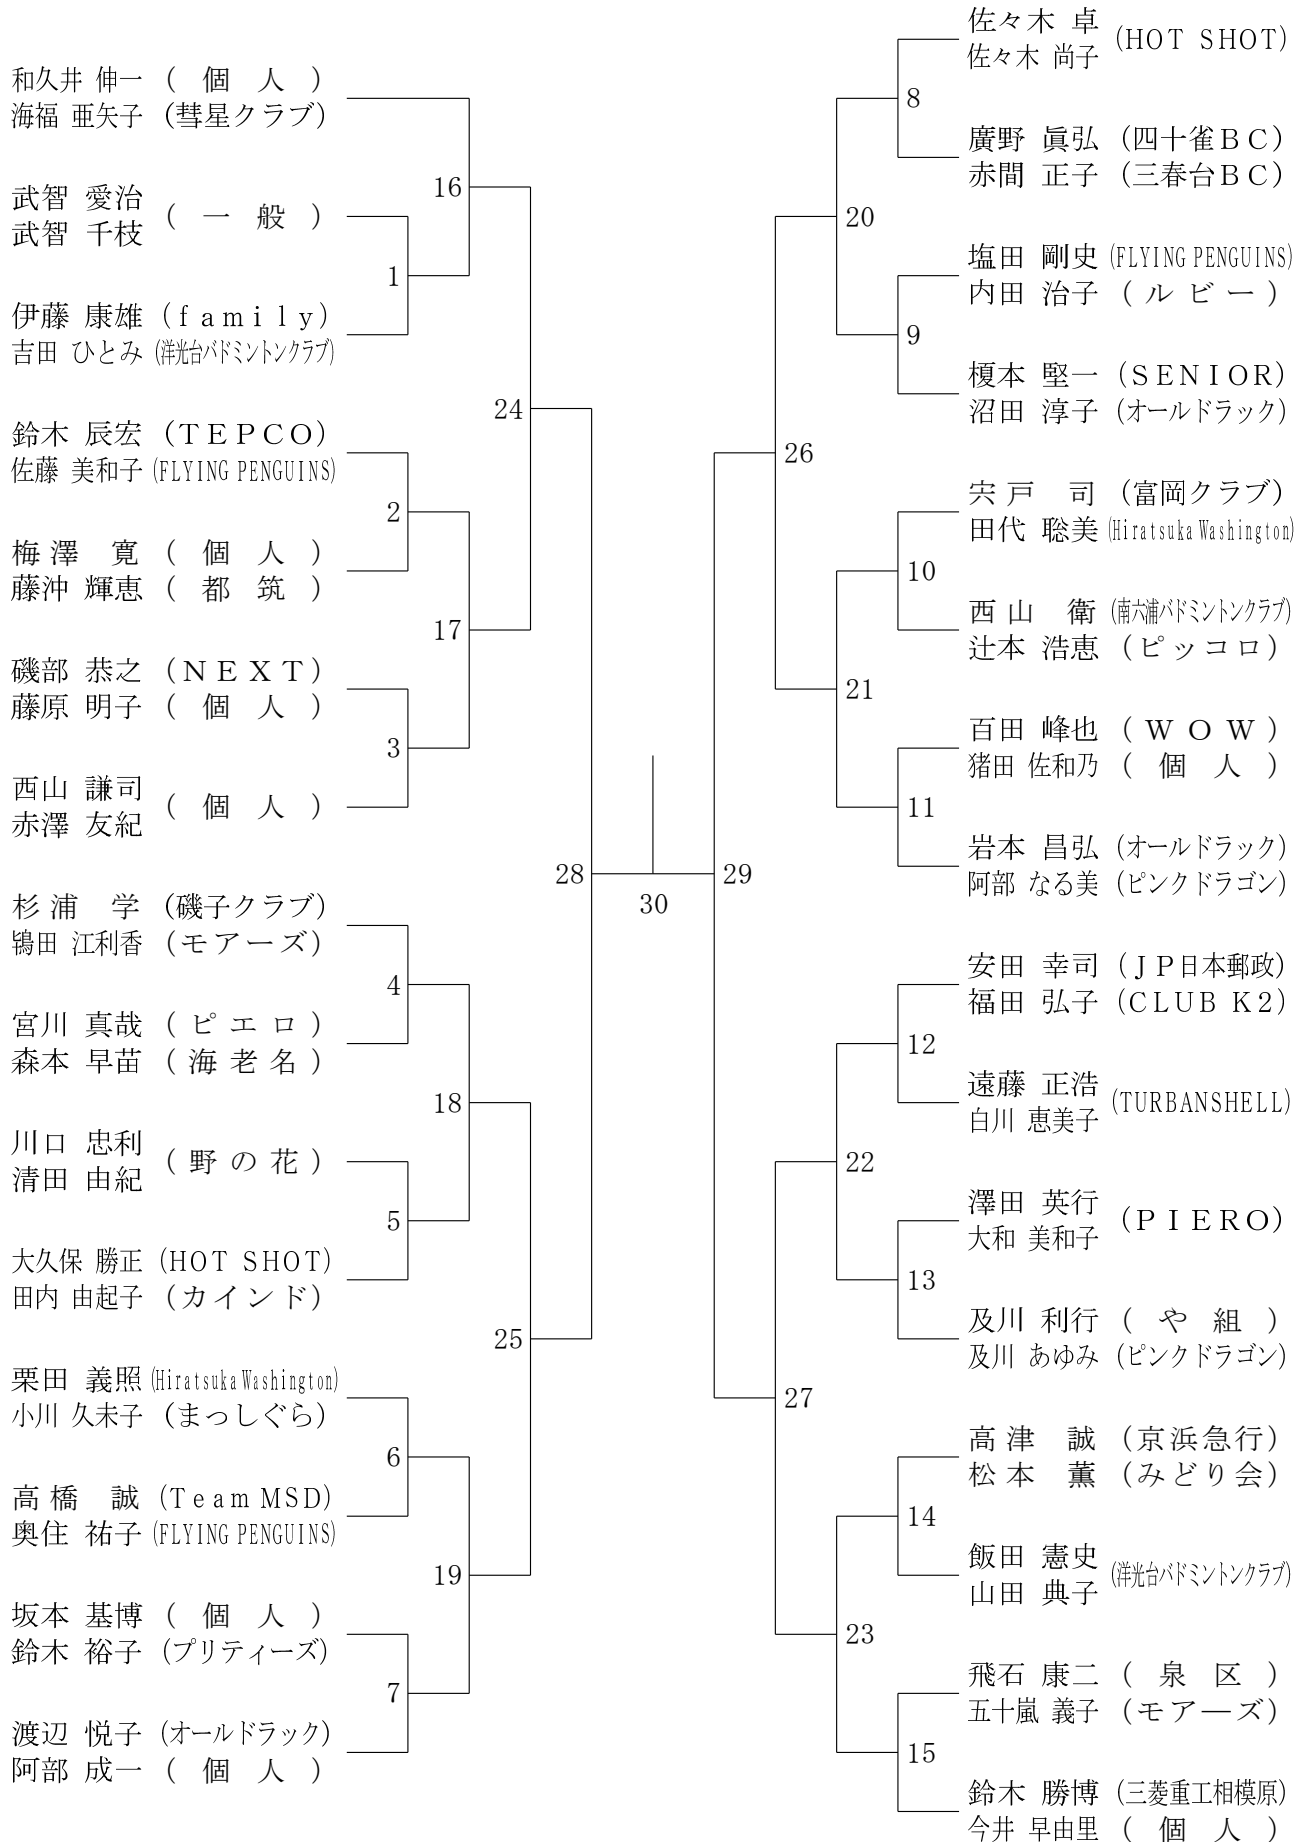 和久井 伸一 （ 個 人 ）
海福 亜矢子 （彗星クラブ）
武智 愛治
武智 千枝
（ 一 般 ）
伊藤 康雄 （ｆａｍｉｌｙ）
吉田 ひとみ （洋光台バドミントンクラブ）
鈴木 辰宏 （ＴＥＰＣＯ）
佐藤 美和子 (FLYING PENGUINS)
梅澤 寛 （ 個 人 ）
藤沖 輝恵 （ 都 筑 ）
磯部 恭之 （ＮＥＸＴ）
藤原 明子 （ 個 人 ）
西山 謙司
赤澤 友紀
（ 個 人 ）
杉浦 学 （磯子クラブ）
鴇田 江利香 （モアーズ）
宮川 真哉 （ピエロ）
森本 早苗 （海老名）
川口 忠利
清田 由紀
（野の花）
大久保 勝正 (HOT SHOT)
田内 由起子 （カインド）
栗田 義照 (Hiratsuka Washington)
小川 久未子 （まっしぐら）
高橋 誠 (Team MSD)
奥住 祐子 (FLYING PENGUINS)
坂本 基博 （ 個 人 ）
鈴木 裕子 （プリティーズ）
渡辺 悦子 （オールドラック）
阿部 成一 （ 個 人 ）
1
2
3
4
5
6
7
16
17
18
19
24
25
28
30
29
26
27
20
21
22
23
8
9
10
11
12
13
14
15
佐々木 卓
佐々木 尚子
(HOT SHOT)
廣野 眞弘 （四十雀ＢＣ）
赤間 正子 （三春台ＢＣ）
塩田 剛史 (FLYING PENGUINS)
内田 治子 （ルビー）
榎本 堅一 （ＳＥＮＩＯＲ）
沼田 淳子 （オールドラック）
宍戸 司 （富岡クラブ）
田代 聡美 (Hiratsuka Washington)
西山 衛 （南六浦バドミントンクラブ）
辻本 浩恵 （ピッコロ）
百田 峰也 （ＷＯＷ）
猪田 佐和乃 （ 個 人 ）
岩本 昌弘 （オールドラック）
阿部 なる美 （ピンクドラゴン）
安田 幸司 （ＪＰ日本郵政）
福田 弘子 (CLUB K2)
遠藤 正浩
白川 恵美子
(TURBANSHELL)
澤田 英行
大和 美和子
（ＰＩＥＲＯ）
及川 利行 （ や 組 ）
及川 あゆみ （ピンクドラゴン）
高津 誠 （京浜急行）
松本 薫 （みどり会）
飯田 憲史
山田 典子
（洋光台バドミントンクラブ）
飛石 康二 （ 泉 区 ）
五十嵐 義子 （モアーズ）
鈴木 勝博 （三菱重工相模原）
今井 早由里 （ 個 人 ）